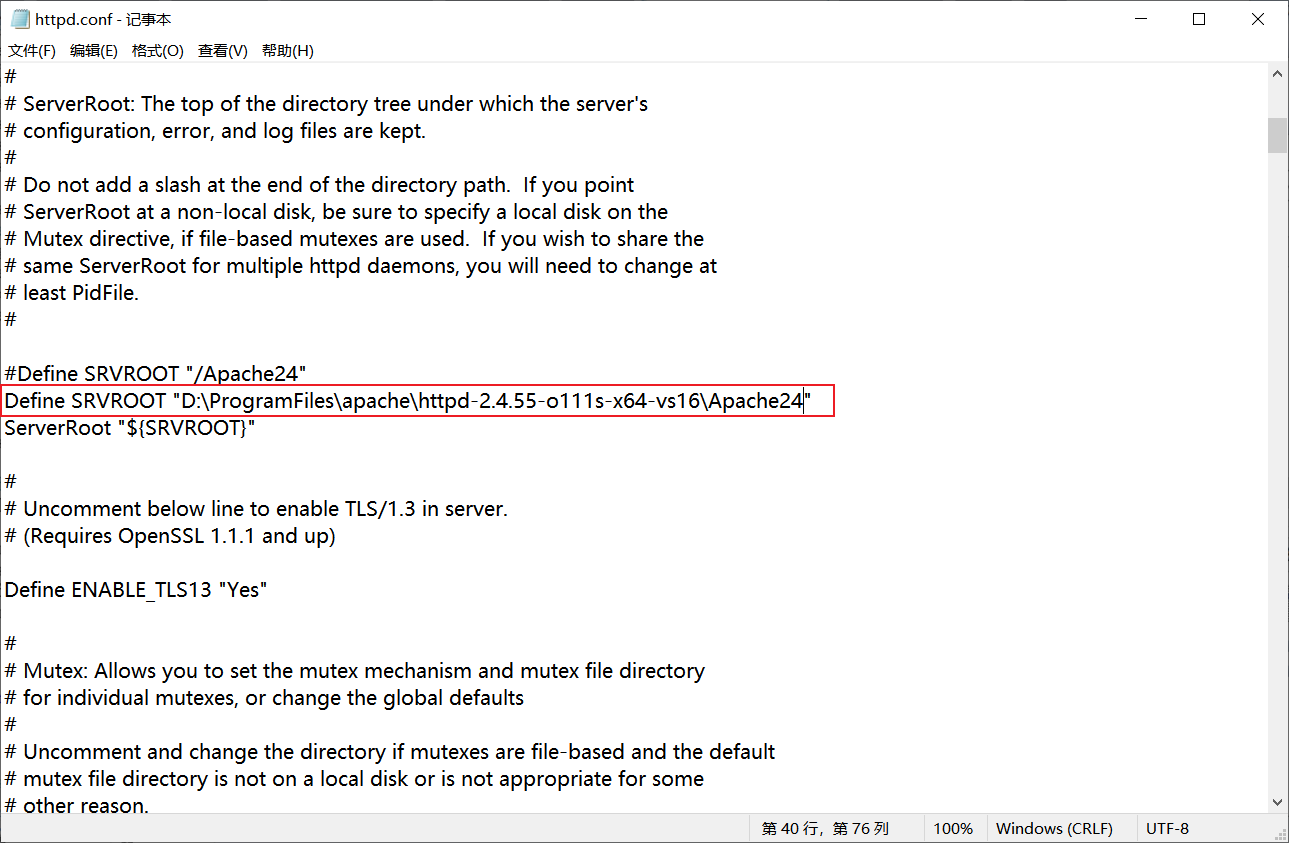 httpd.conf - 记事本
文件(F) 编辑(E) 格式(O) 查看(V) 帮助(H)
#
# ServerRoot: The top of the directory tree under which the server's
# configuration, error, and log files are kept.
#
# Do not add a slash at the end of the directory path.  If you point
# ServerRoot at a non-local disk, be sure to specify a local disk on the
# Mutex directive, if file-based mutexes are used.  If you wish to share the
# same ServerRoot for multiple httpd daemons, you will need to change at
# least PidFile.
#
#Define SRVROOT "/Apache24"
Define SRVROOT "D:\ProgramFiles\apache\httpd-2.4.55-o111s-x64-vs16\Apache24"
ServerRoot "${SRVROOT}"
#
# Uncomment below line to enable TLS/1.3 in server.
# (Requires OpenSSL 1.1.1 and up)
Define ENABLE_TLS13 "Yes"
#
# Mutex: Allows you to set the mutex mechanism and mutex file directory
# for individual mutexes, or change the global defaults
#
# Uncomment and change the directory if mutexes are file-based and the default
# mutex file directory is not on a local disk or is not appropriate for some
# other reason.
第 40 行，第 76 列 100% Windows (CRLF) UTF-8